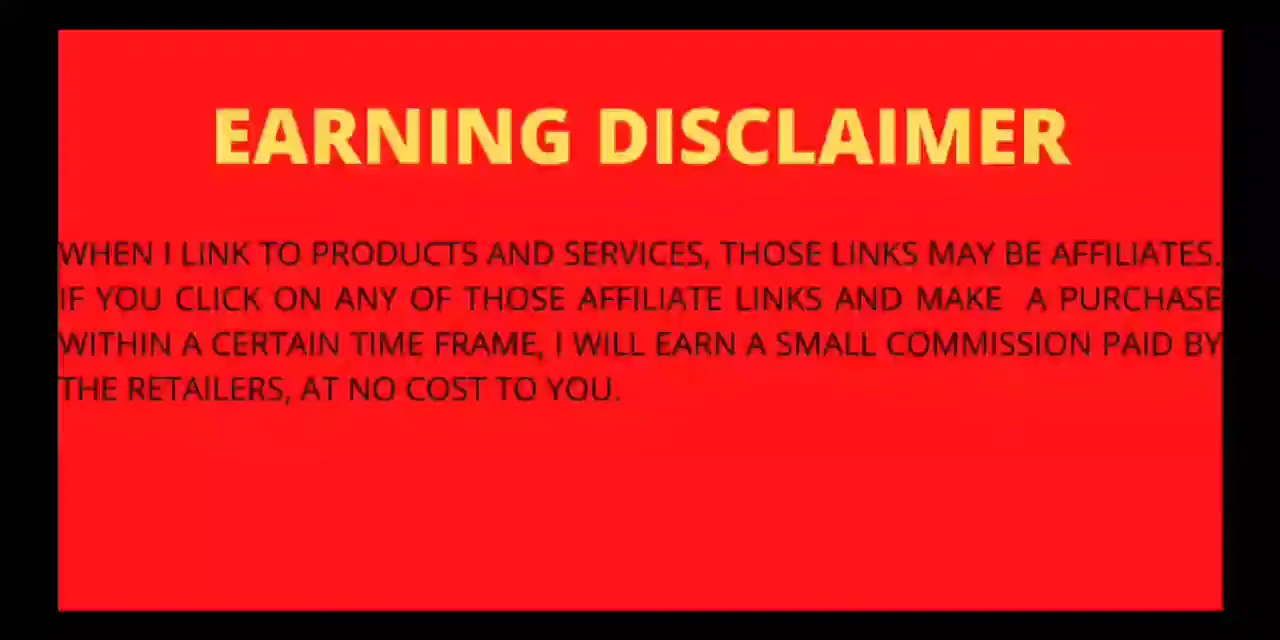 EARNING DISCLAIMER
WHEN I LINK TO PRODUCTS AND SERVICES, THOSE LINKS MAY BE AFFILIATES.
IF YOU CLICK ON ANY OF THOSE AFFILIATE LINKS AND MAKE A PURCHASE
WITHIN A CERTAIN TIME FRAME, I WILL EARN A SMALL COMMISSION PAID BY
THE RETAILERS, AT NO COST TO YOU.